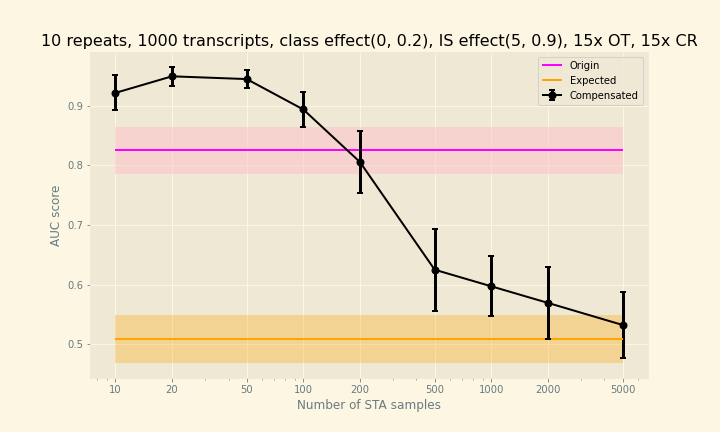 10 repeats, 1000 transcripts, class effect(0, 0.2), IS effect(5, 0.9), 15x OT, 15x CR
Origin
Expected
Compensated
0.9
0.8
0.7
0.6
0.5
AUC score
10 20 50 100 200 500 1000 2000 5000
Number of STA samples